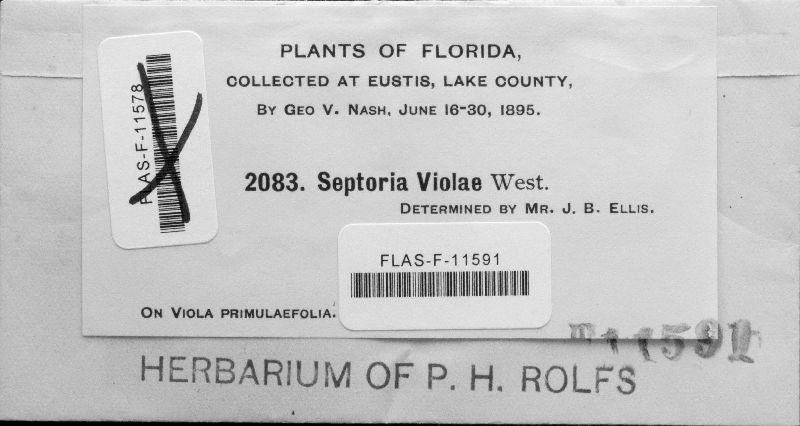 PLANTS OF FLORIDA,
COLLECTED AT EUSTIS, LAKE COUNTY,
BY GEO V. NASH, JUNE 16-30, 1895.
FLAS-F-11578
2083. Septoria Violae West.
DETERMINED BY MR. J. B. ELLIS.
FLAS-F-11591
ON VIOLA PRIMULAEFOLIA.
11591
HERBARIUM OF P. H. ROLFS